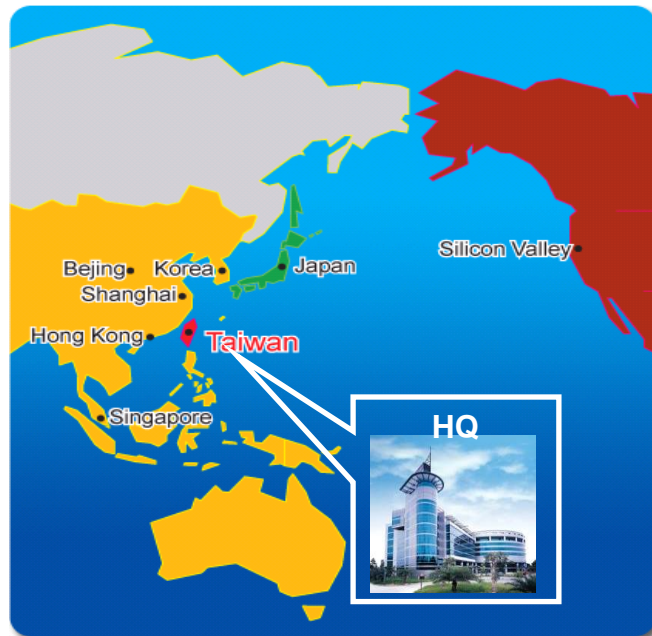 Silicon Valley
Bejing
Korea
Japan
Shanghai
Hong Kong
Taiwan
Singapore
HQ